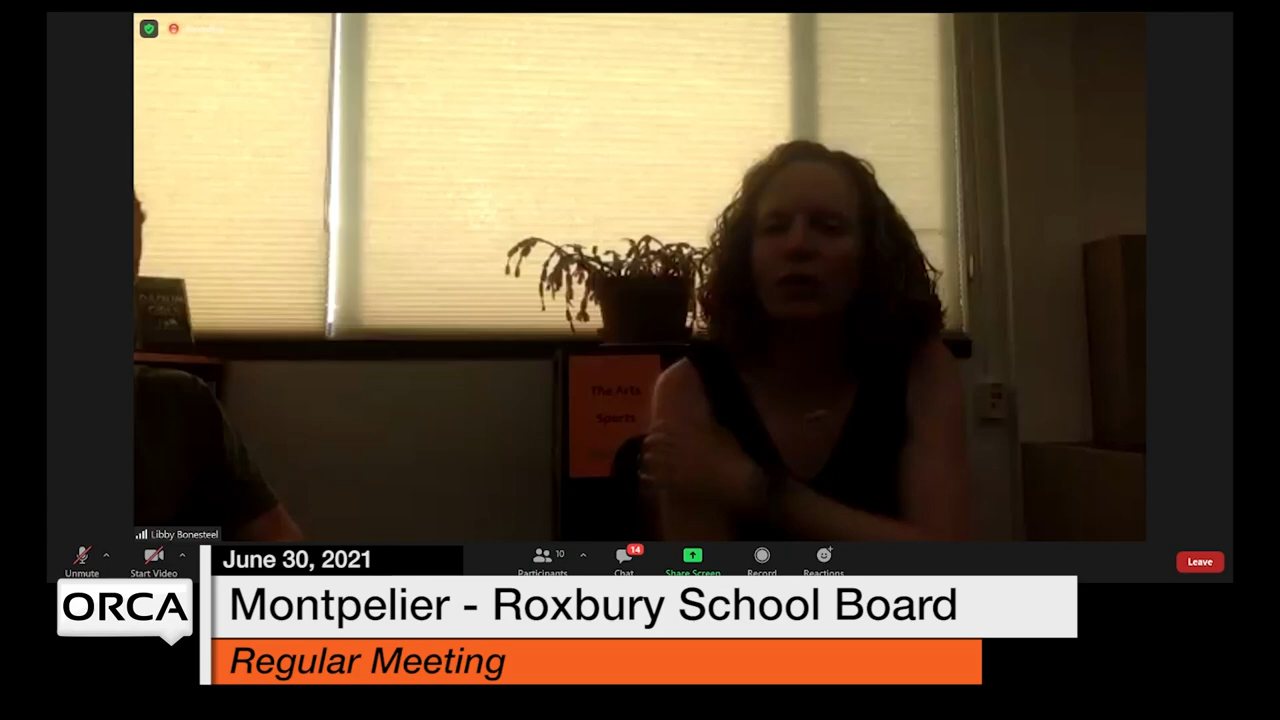 The Arts
Sports
Libby Bonesteel
10
14
Unmute
Start Video
Participants
Chat
Share Screen
Record
Reactions
Leave
June 30, 2021
ORCA
Montpelier - Roxbury School Board
Regular Meeting